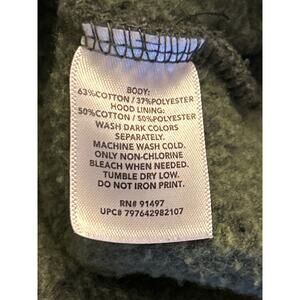 BODY:
63%COTTON / 37%POLYESTER
HOOD LINING:
50%COTTON / 50%POLYESTER
WASH DARK COLORS
SEPARATELY.
MACHINE WASH COLD.
ONLY NON-CHLORINE
BLEACH WHEN NEEDED.
TUMBLE DRY LOW.
DO NOT IRON PRINT.
RN# 91497
UPC# 797642982107